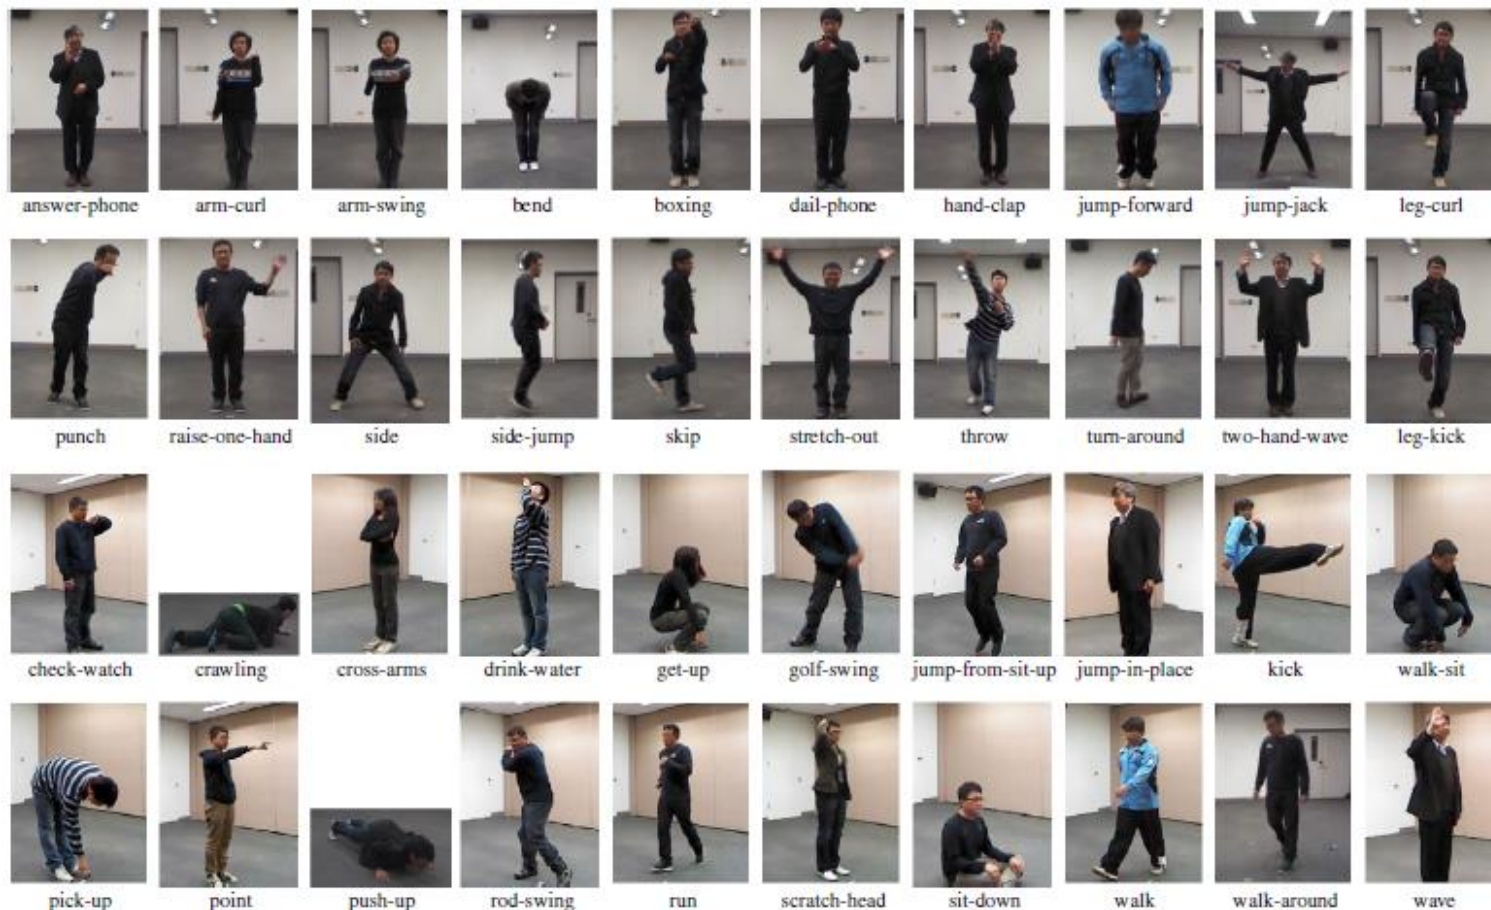 answer-phone arm-curl arm-swing bend boxing dail-phone hand-clap jump-forward jump-jack leg-curl
punch raise-one-hand side side-jump skip stretch-out throw turn-around two-hand-wave leg-kick
check-watch crawling cross-arms drink-water get-up golf-swing jump-from-sit-up jump-in-place kick walk-sit
pick-up point push-up rod-swing run scratch-head sit-down walk walk-around wave